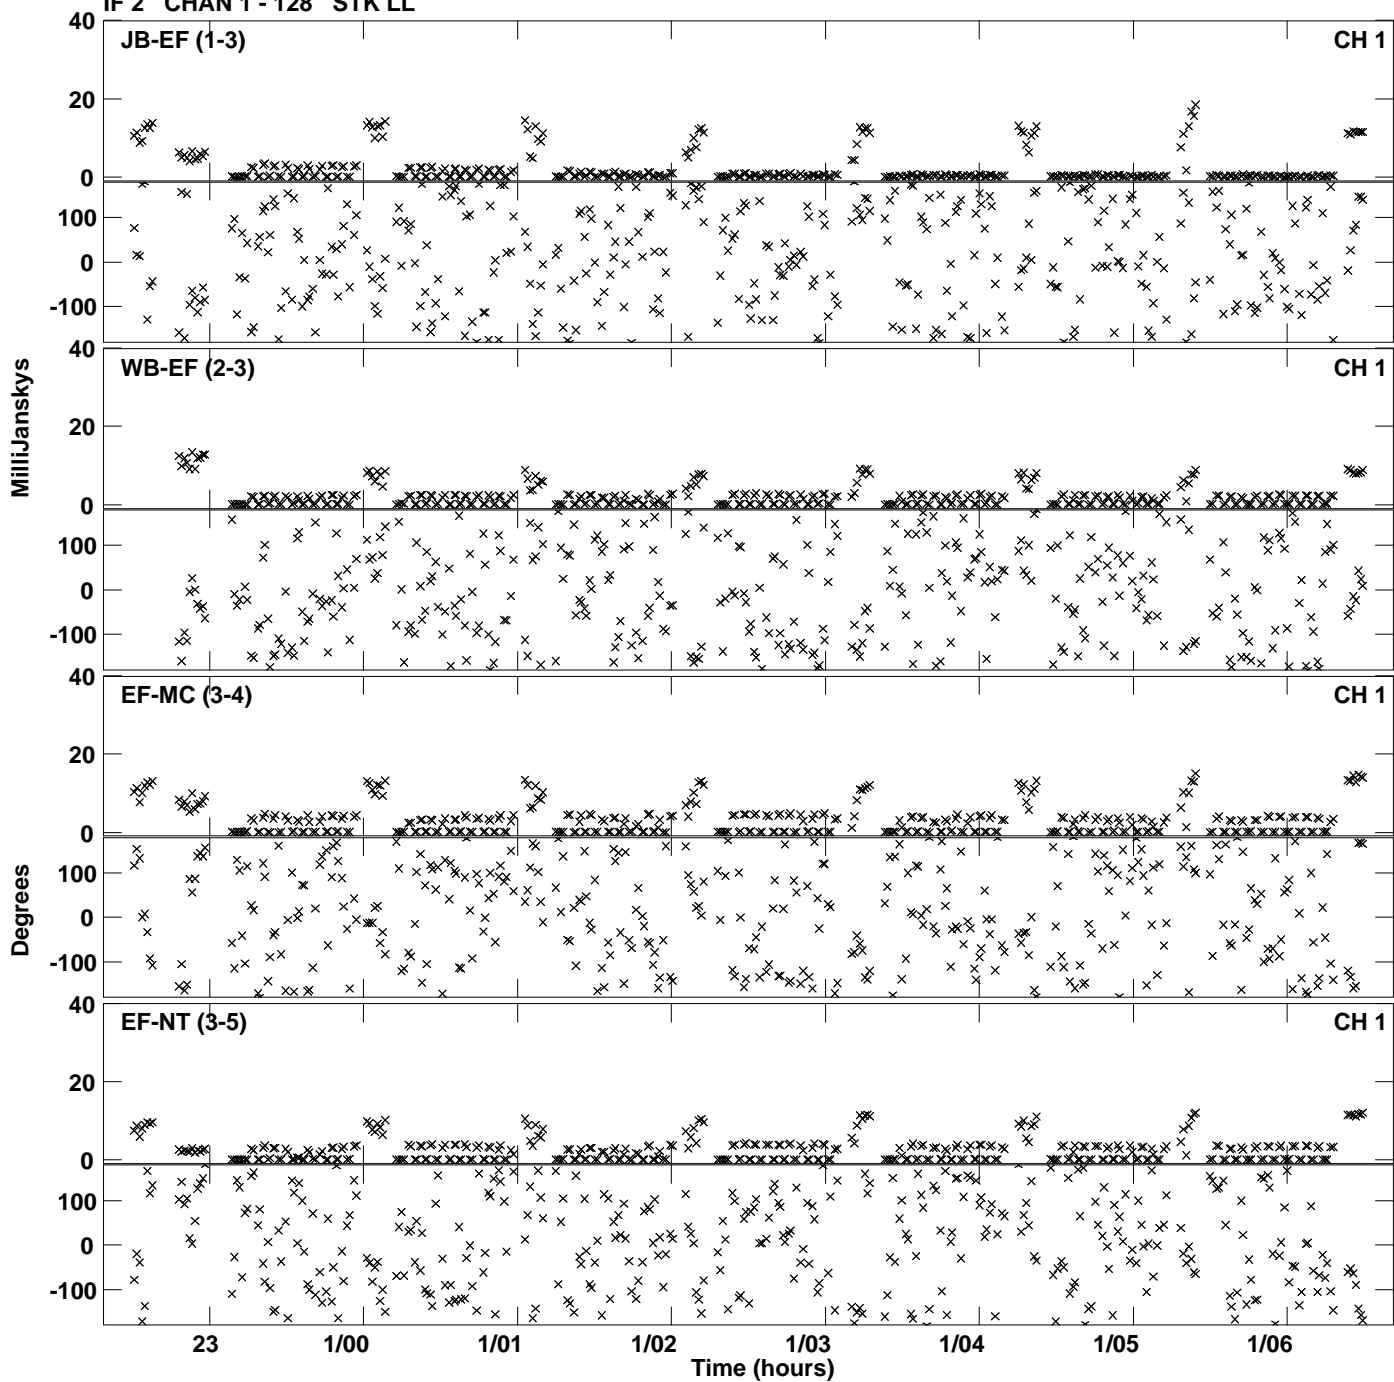 IF 2 CHAN 1 - 128 STK LL
JB-EF (1-3) CH 1
40
20
0
100
0
-100
WB-EF (2-3) CH 1
40
20
0
100
0
-100
EF-MC (3-4) CH 1
40
20
0
100
0
-100
EF-NT (3-5) CH 1
40
20
0
100
0
-100
MilliJanskys
Degrees
23 1/00 1/01 1/02 1/03 1/04 1/05 1/06
Time (hours)